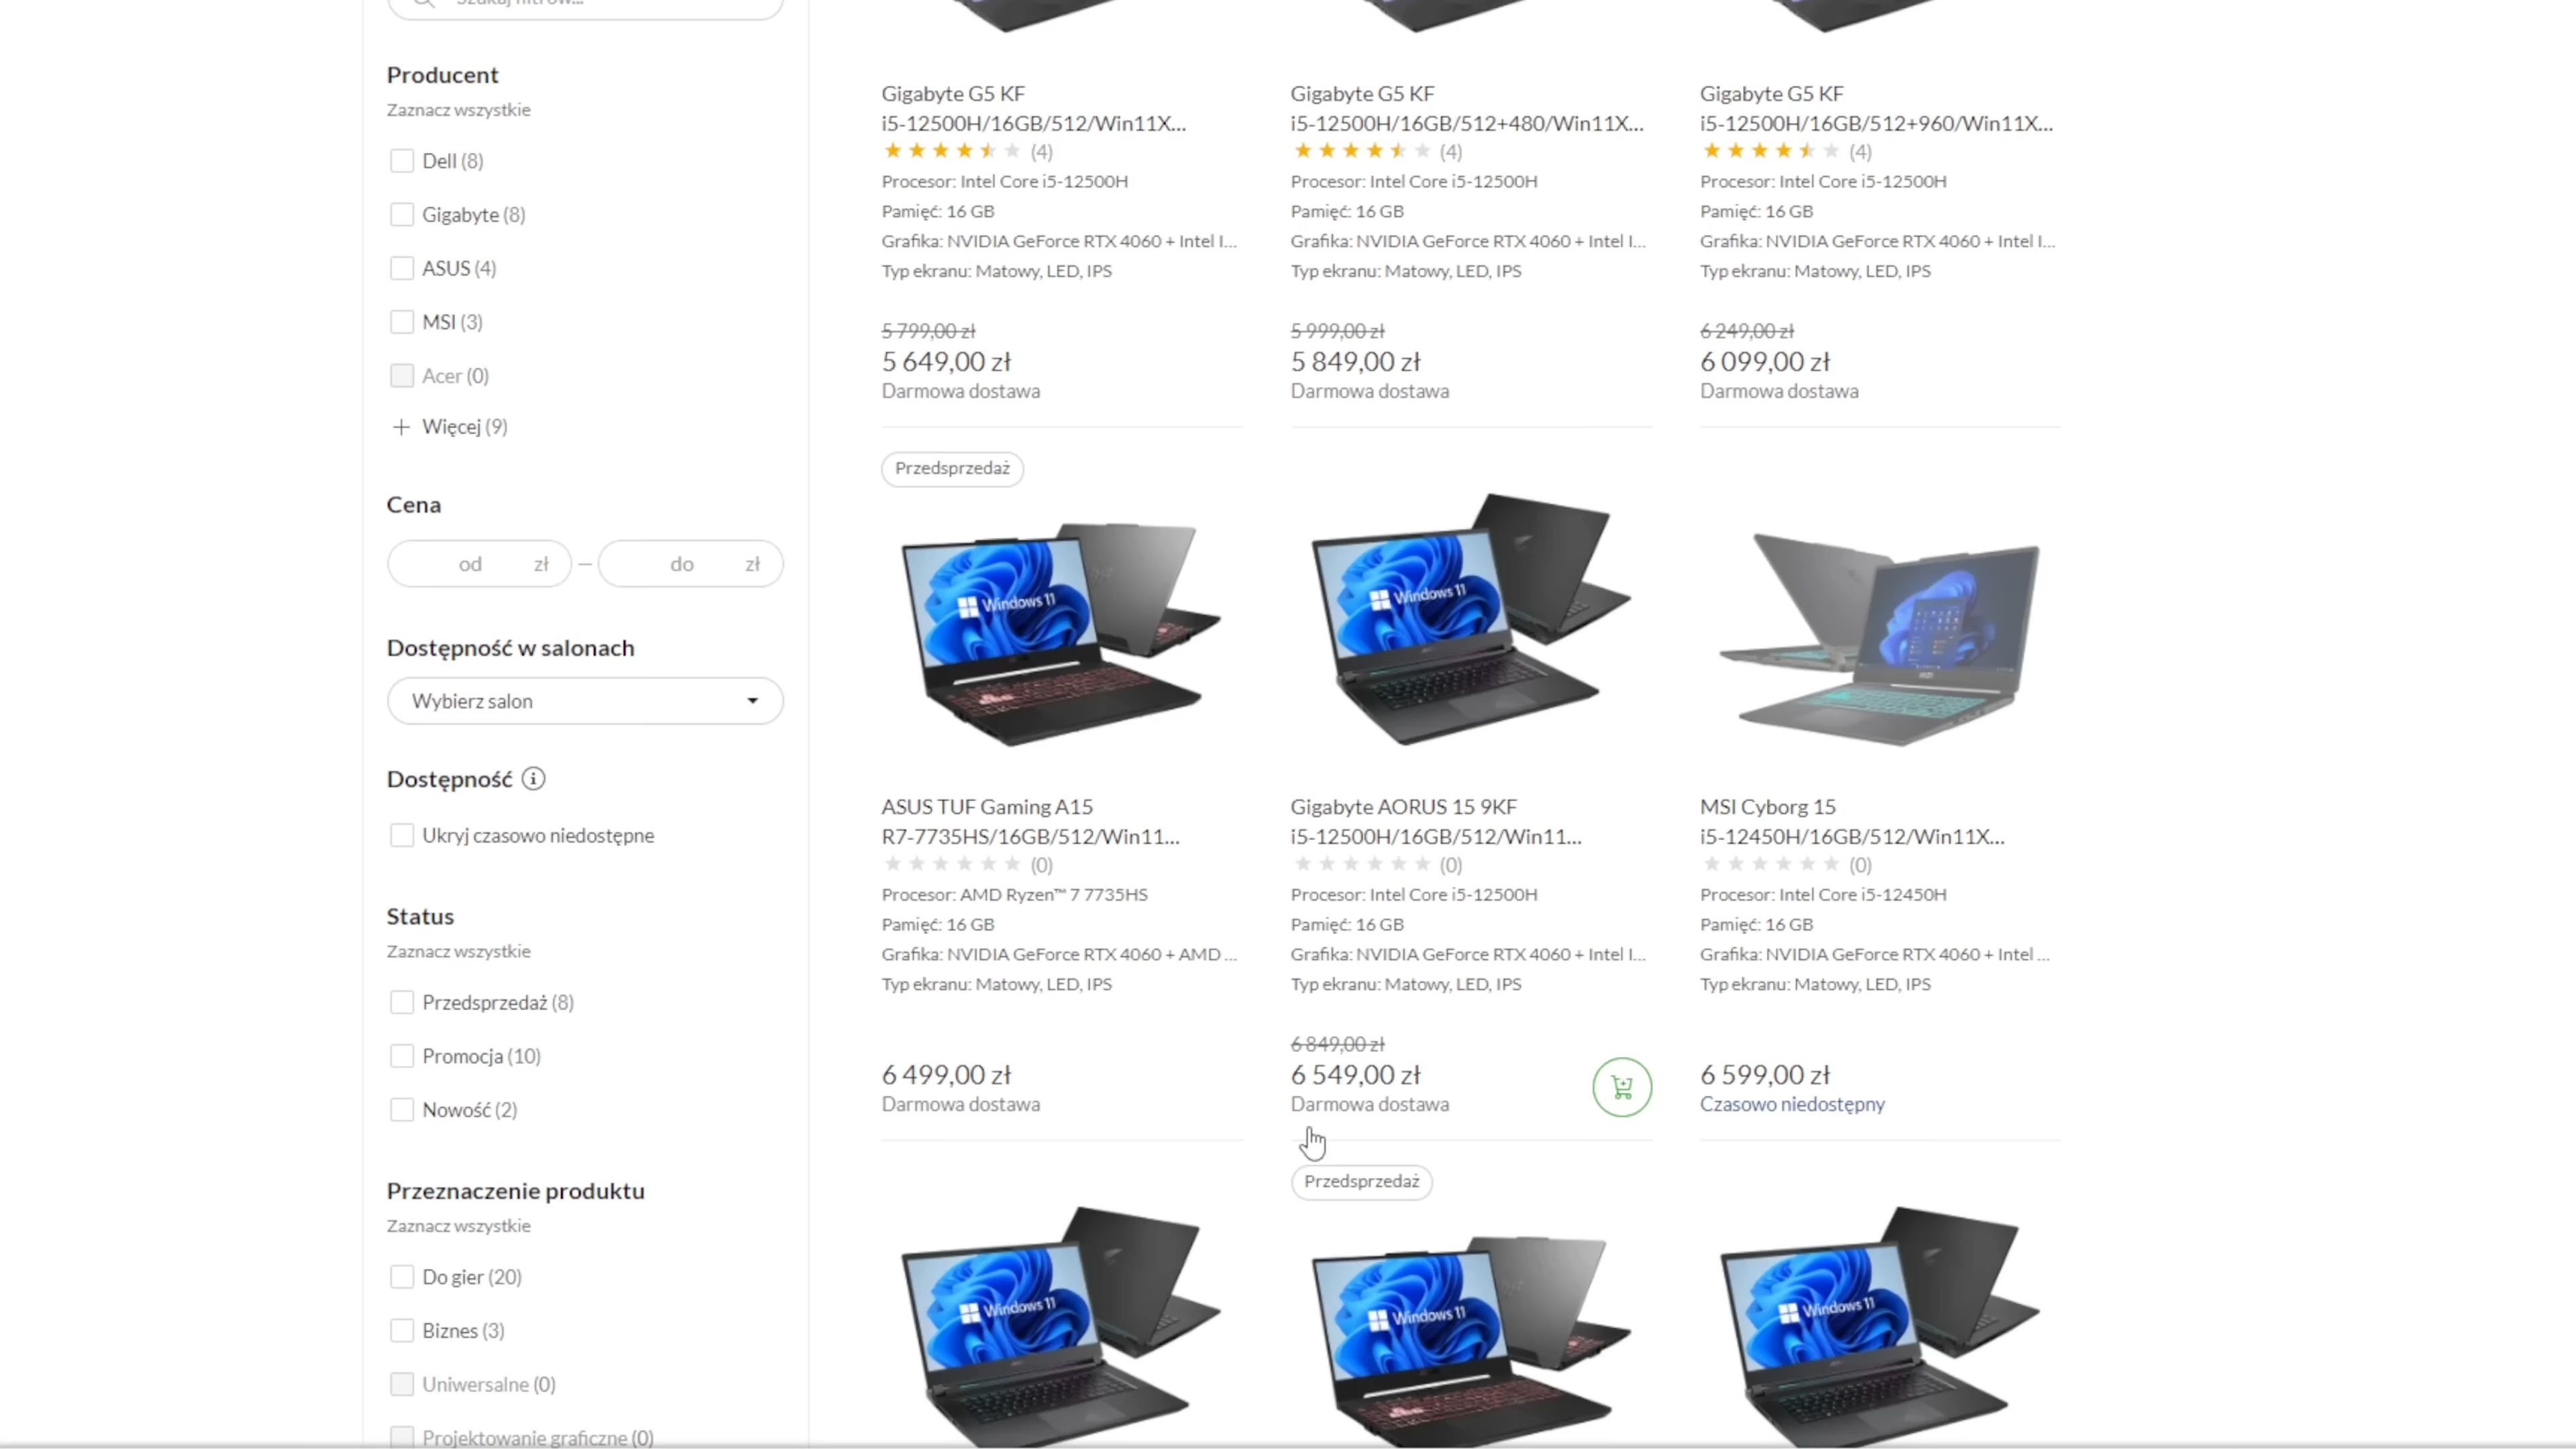 Producent
Zaznacz wszystkie
Dell (8)
Gigabyte (8)
ASUS (4)
MSI (3)
Acer (0)
Więcej (9)
Cena
od zł – do zł
Dostępność w salonach
Wybierz salon
Dostępność
Ukryj czasowo niedostępne
Status
Zaznacz wszystkie
Przedsprzedaż (8)
Promocja (10)
Nowość (2)
Przeznaczenie produktu
Zaznacz wszystkie
Do gier (20)
Biznes (3)
Uniwersalne (0)
Projektowanie graficzne (0)
Gigabyte G5 KF
i5-12500H/16GB/512/Win11X...
(4)
Procesor: Intel Core i5-12500H
Pamięć: 16 GB
Grafika: NVIDIA GeForce RTX 4060 + Intel I...
Typ ekranu: Matowy, LED, IPS
5 799,00 zł
5 649,00 zł
Darmowa dostawa
Gigabyte G5 KF
i5-12500H/16GB/512+480/Win11X...
(4)
Procesor: Intel Core i5-12500H
Pamięć: 16 GB
Grafika: NVIDIA GeForce RTX 4060 + Intel I...
Typ ekranu: Matowy, LED, IPS
5 999,00 zł
5 849,00 zł
Darmowa dostawa
Gigabyte G5 KF
i5-12500H/16GB/512+960/Win11X...
(4)
Procesor: Intel Core i5-12500H
Pamięć: 16 GB
Grafika: NVIDIA GeForce RTX 4060 + Intel I...
Typ ekranu: Matowy, LED, IPS
6 249,00 zł
6 099,00 zł
Darmowa dostawa
Przedsprzedaż
Windows 11
ASUS TUF Gaming A15
R7-7735HS/16GB/512/Win11...
(0)
Procesor: AMD Ryzen™ 7 7735HS
Pamięć: 16 GB
Grafika: NVIDIA GeForce RTX 4060 + AMD ...
Typ ekranu: Matowy, LED, IPS
6 499,00 zł
Darmowa dostawa
Windows 11
Gigabyte AORUS 15 9KF
i5-12500H/16GB/512/Win11...
(0)
Procesor: Intel Core i5-12500H
Pamięć: 16 GB
Grafika: NVIDIA GeForce RTX 4060 + Intel I...
Typ ekranu: Matowy, LED, IPS
6 849,00 zł
6 549,00 zł
Darmowa dostawa
MSI Cyborg 15
i5-12450H/16GB/512/Win11X...
(0)
Procesor: Intel Core i5-12450H
Pamięć: 16 GB
Grafika: NVIDIA GeForce RTX 4060 + Intel ...
Typ ekranu: Matowy, LED, IPS
6 599,00 zł
Czasowo niedostępny
Windows 11
Przedsprzedaż
Windows 11
Windows 11